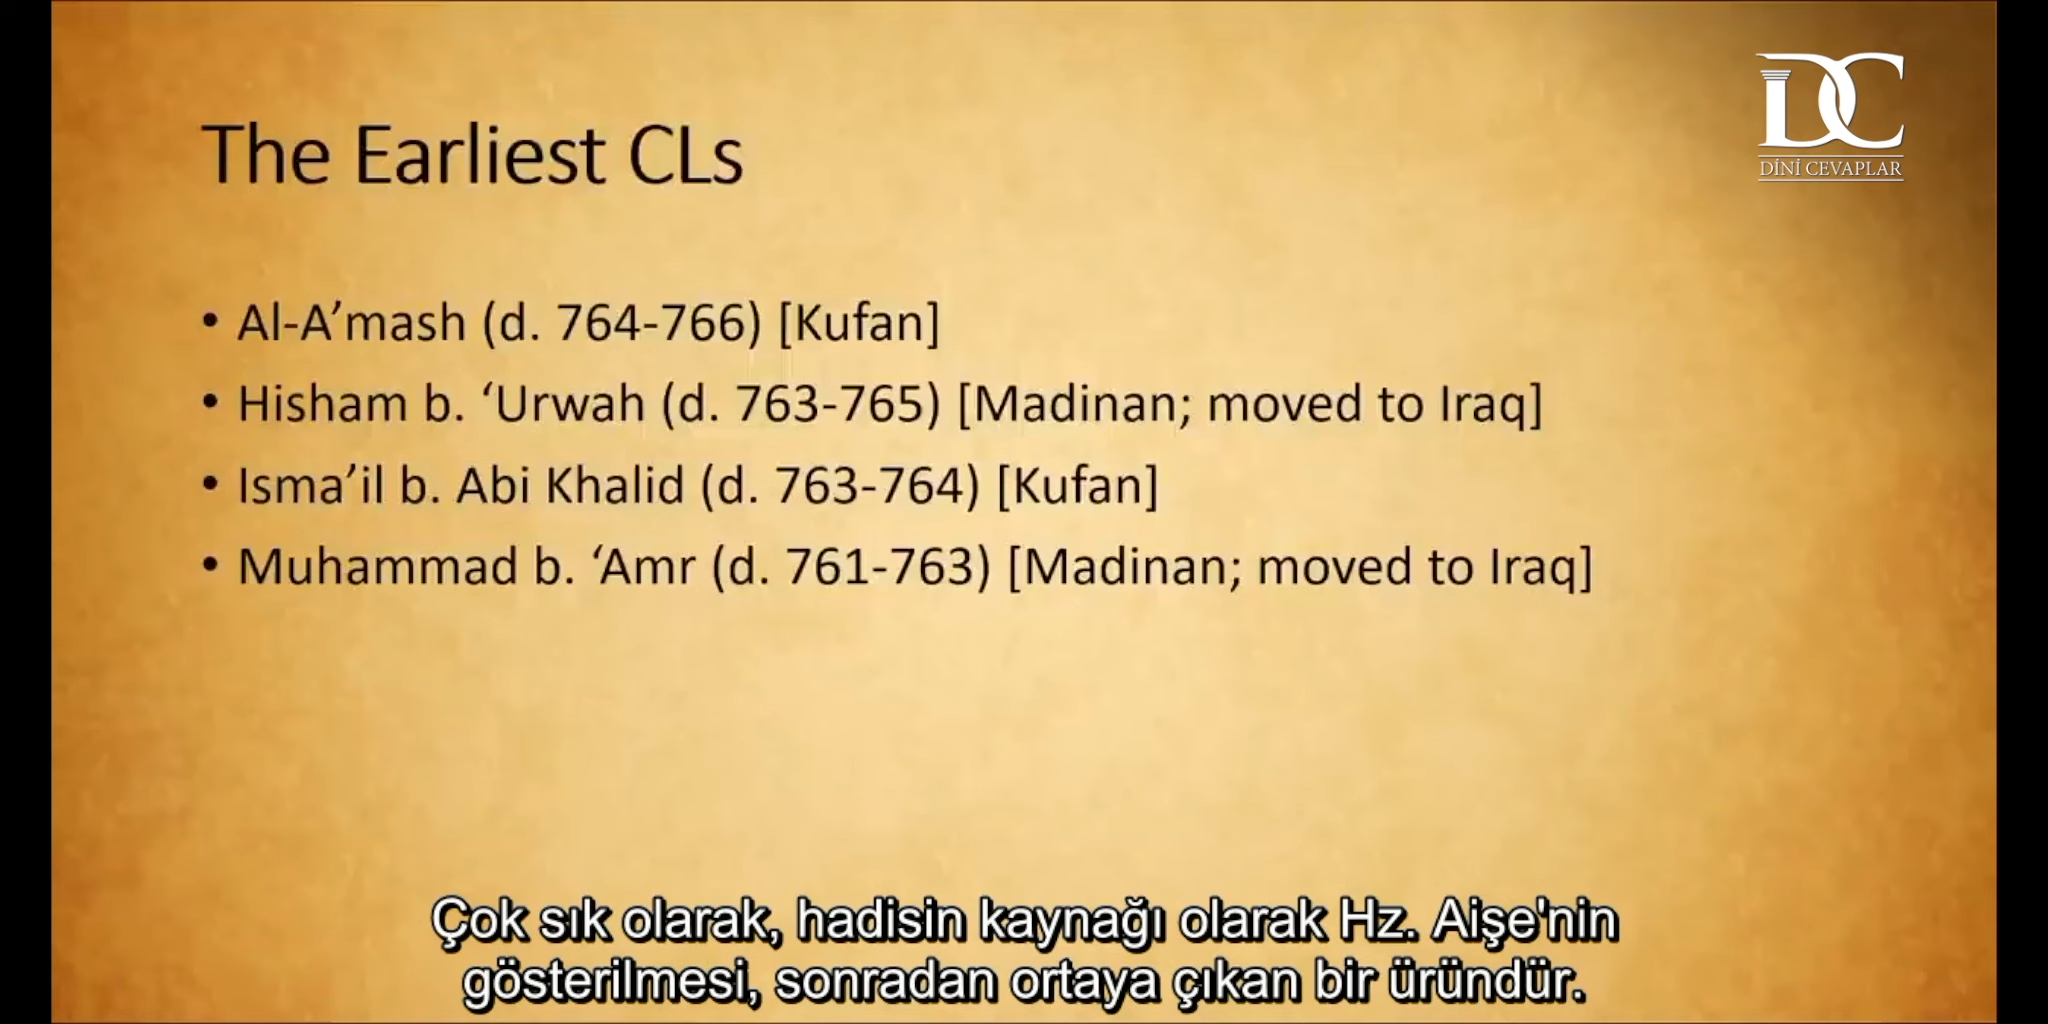 DC
DİNİ CEVAPLAR
The Earliest CLs
• Al-A’mash (d. 764-766) [Kufan]
• Hisham b. ‘Urwah (d. 763-765) [Madinan; moved to Iraq]
• Isma’il b. Abi Khalid (d. 763-764) [Kufan]
• Muhammad b. ‘Amr (d. 761-763) [Madinan; moved to Iraq]
Çok sık olarak, hadisin kaynağı olarak Hz. Aişe'nin
gösterilmesi, sonradan ortaya çıkan bir üründür.